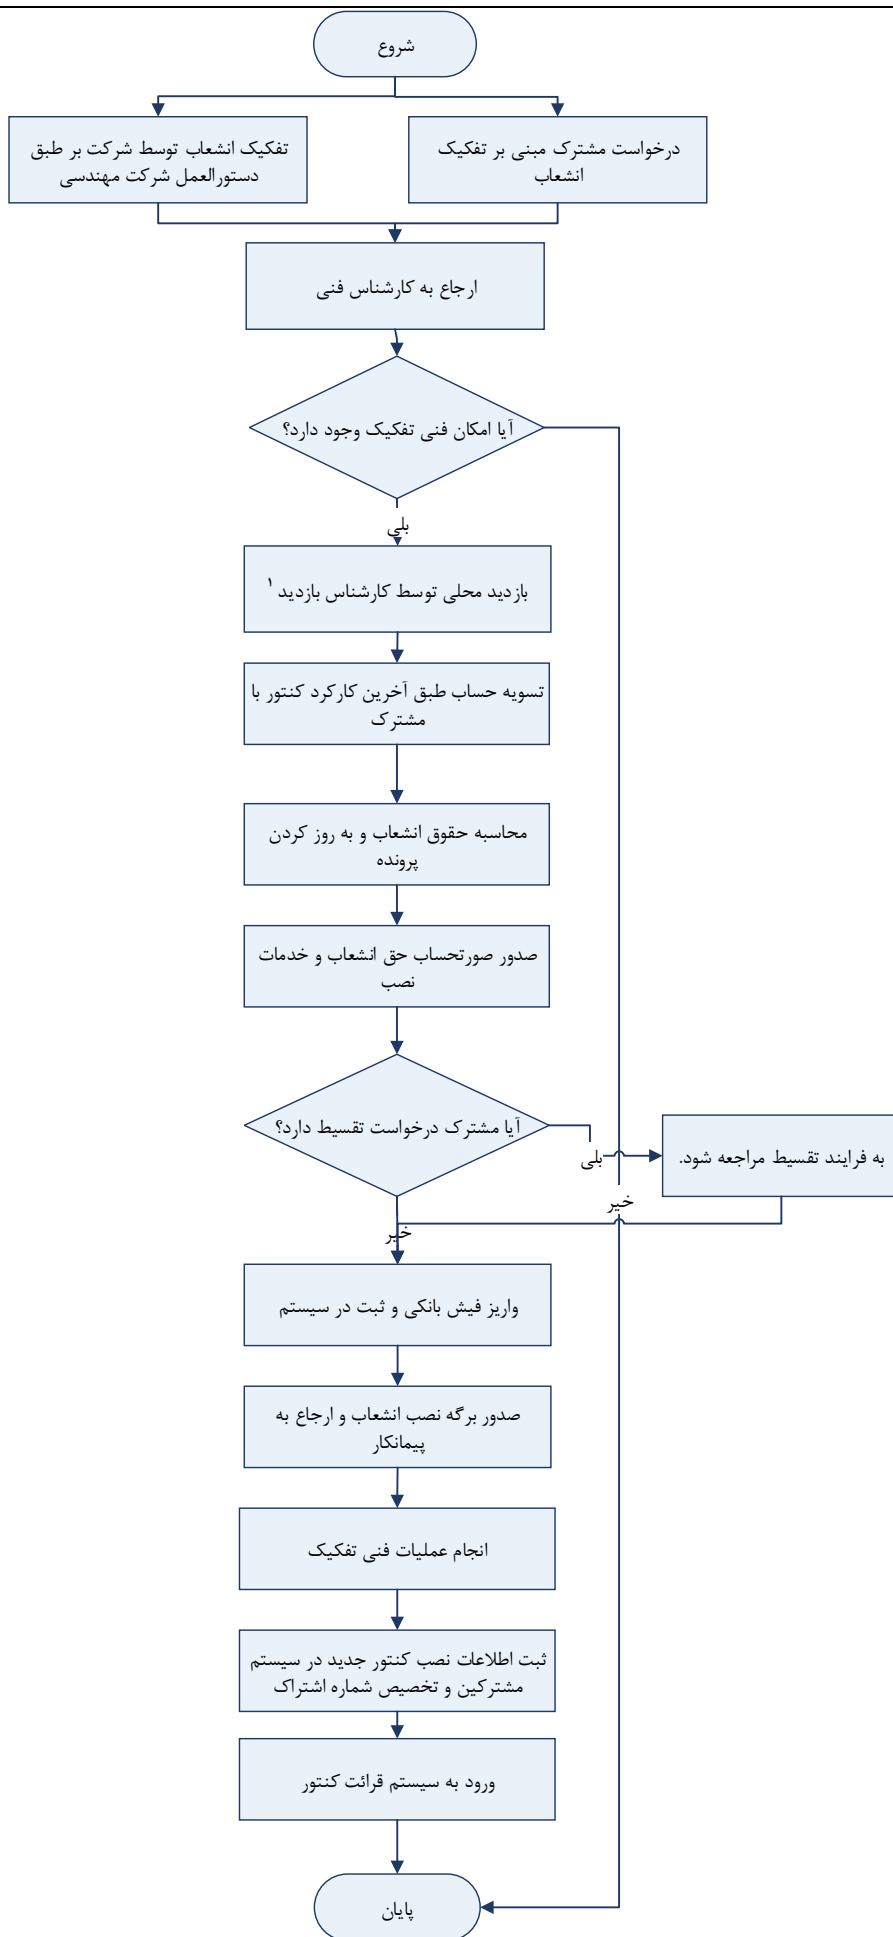 شروع
درخواست مشترک مبنی بر تفکیک
انشعاب
تفکیک انشعاب توسط شرکت بر طبق
دستورالعمل شرکت مهندسی
ارجاع به کارشناس فنی
آیا امکان فنی تفکیک وجود دارد؟
بلی
بازدید محلی توسط کارشناس بازدید ۱
تسویه حساب طبق آخرین کارکرد کنتور با
مشترک
محاسبه حقوق انشعاب و به روز کردن
پرونده
صدور صورتحساب حق انشعاب و خدمات
نصب
آیا مشترک درخواست تقسیط دارد؟
بلی
به فرایند تقسیط مراجعه شود.
خیر
خیر
واریز فیش بانکی و ثبت در سیستم
صدور برگه نصب انشعاب و ارجاع به
پیمانکار
انجام عملیات فنی تفکیک
ثبت اطلاعات نصب کنتور جدید در سیستم
مشترکین و تخصیص شماره اشتراک
ورود به سیستم قرائت کنتور
پایان